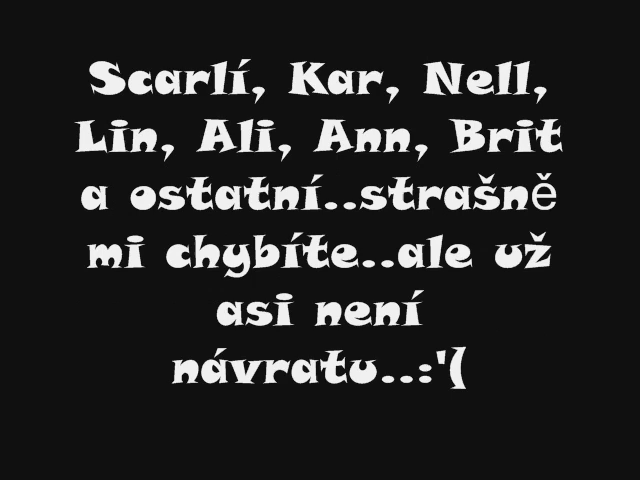 Scarlí, Kar, Nell,
Lin, Ali, Ann, Brit
a ostatní..strašně
mi chybíte..ale už
asi není
návratu..:'(